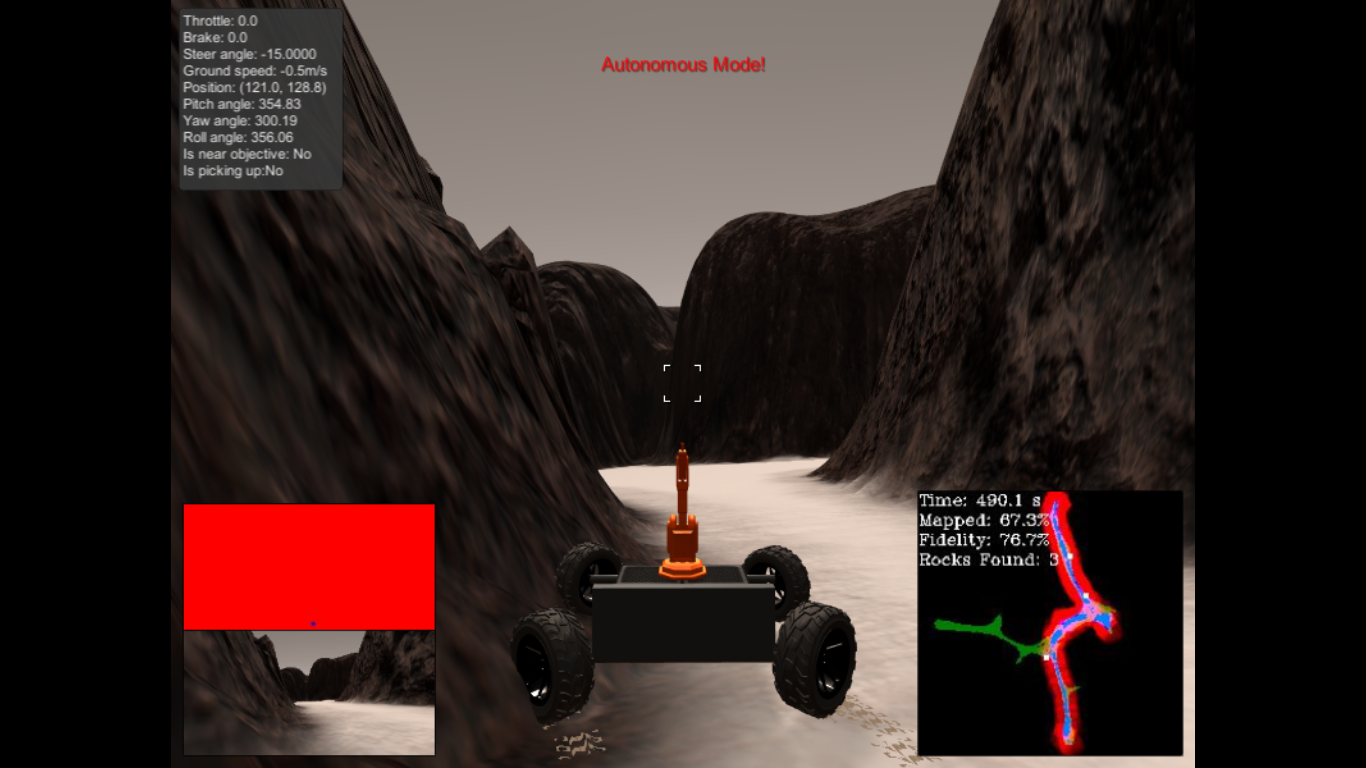 Throttle: 0.0
Brake: 0.0
Steer angle: -15.0000
Ground speed: -0.5m/s
Position: (121.0, 128.8)
Pitch angle: 354.83
Yaw angle: 300.19
Roll angle: 356.06
Is near objective: No
Is picking up:No
Autonomous Mode!
Time: 490.1 s
Mapped: 67.3%
Fidelity: 76.7%
Rocks Found: 3